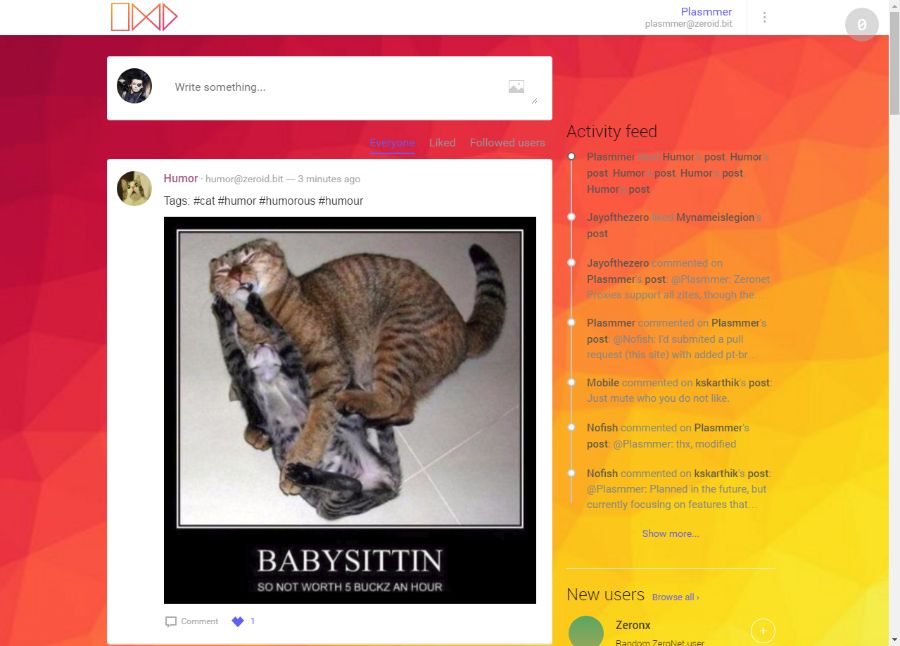 Plasmmer
plasmmer@zeroid.bit
0
Write something...
Everyone Liked Followed users
Humor · humor@zeroid.bit — 3 minutes ago
Tags: #cat #humor #humorous #humour
BABYSITTIN
SO NOT WORTH 5 BUCKZ AN HOUR
Comment 1
Activity feed
Plasmmer liked Humor's post, Humor's
post, Humor's post, Humor's post,
Humor's post
Jayofthezero liked Mynameislegion's
post
Jayofthezero commented on
Plasmmer's post: @Plasmmer: Zeronet
Proxies support all zites, though the...
Plasmmer commented on Plasmmer's
post: @Nofish: I'd submited a pull
request (this site) with added pt-br...
Mobile commented on kskarthik's post:
Just mute who you do not like.
Nofish commented on Plasmmer's
post: @Plasmmer: thx, modified
Nofish commented on kskarthik's post:
@Plasmmer: Planned in the future, but
currently focusing on features that...
Show more...
New users Browse all ›
Zeronx
Random ZeroNet user